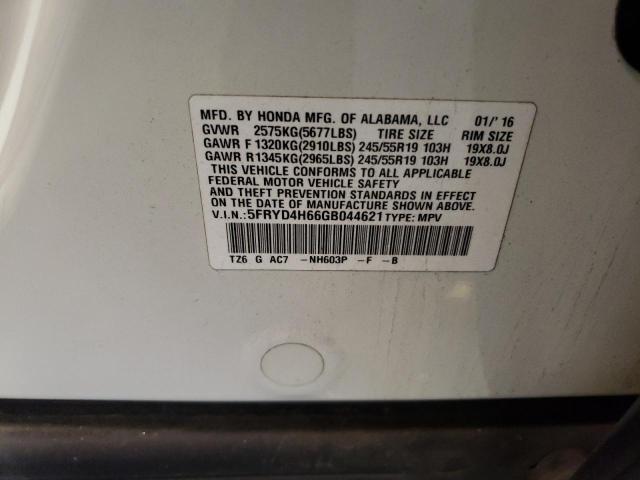 MFD. BY HONDA MFG. OF ALABAMA, LLC 01/'16
GVWR 2575KG(5677LBS) TIRE SIZE RIM SIZE
GAWR F 1320KG(2910LBS) 245/55R19 103H 19X8.0J
GAWR R1345KG(2965LBS) 245/55R19 103H 19X8.0J
THIS VEHICLE CONFORMS TO ALL APPLICABLE
FEDERAL MOTOR VEHICLE SAFETY
AND THEFT PREVENTION STANDARDS IN EFFECT
ON THE DATE OF MANUFACTURE SHOWN ABOVE.
V.I.N.:5FRYD4H66GB044621 TYPE: MPV
TZ6 G AC7 -NH603P -F -B